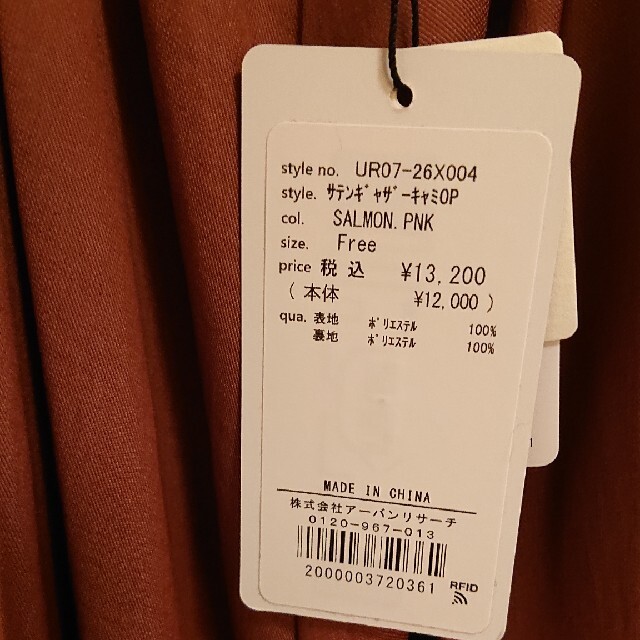 style no. UR07-26X004
style. ｻﾃﾝｷﾞｬｻﾞｰｷｬﾐOP
col. SALMON.PNK
size. Free
price 税込 ¥13,200
( 本体 ¥12,000 )
qua. 表地 ﾎﾟﾘｴｽﾃﾙ 100%
裏地 ﾎﾟﾘｴｽﾃﾙ 100%
MADE IN CHINA
株式会社アーバンリサーチ
0120-967-013
2000003720361
RFID